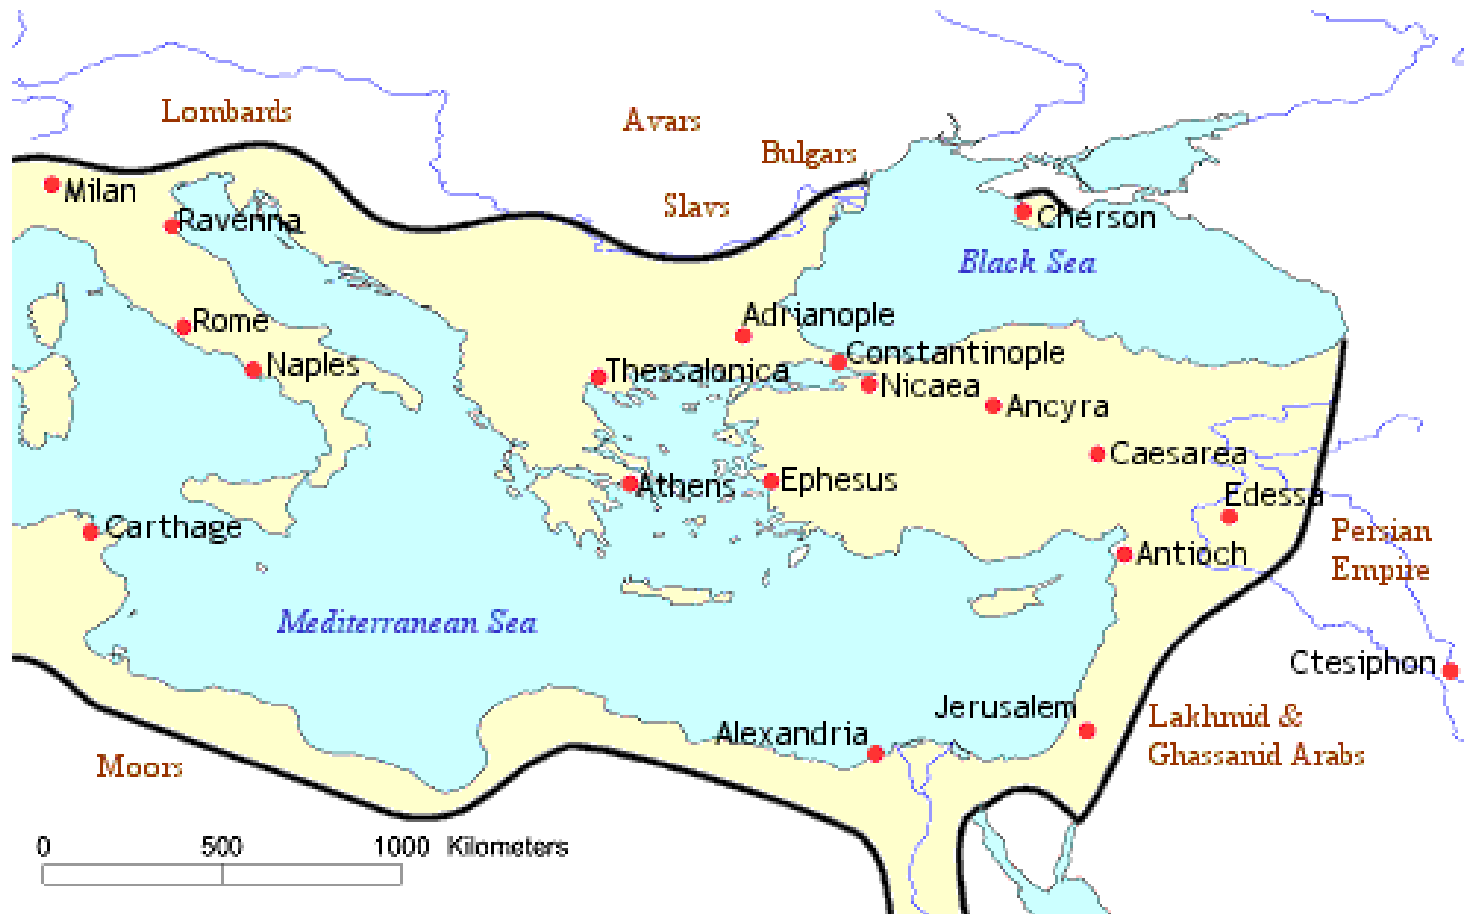 Lombards
Avars
Bulgars
Milan
Slavs
Ravenna
Cherson
Black Sea
Rome
Adrianople
Naples
Constantinople
Thessalonica
Nicaea
Ancyra
Caesarea
Athens
Ephesus
Edessa
Carthage
Persian
Empire
Antioch
Mediterranean Sea
Ctesiphon
Jerusalem
Lakhmid &
Ghassanid Arabs
Alexandria
Moors
0 500 1000 Kilometers